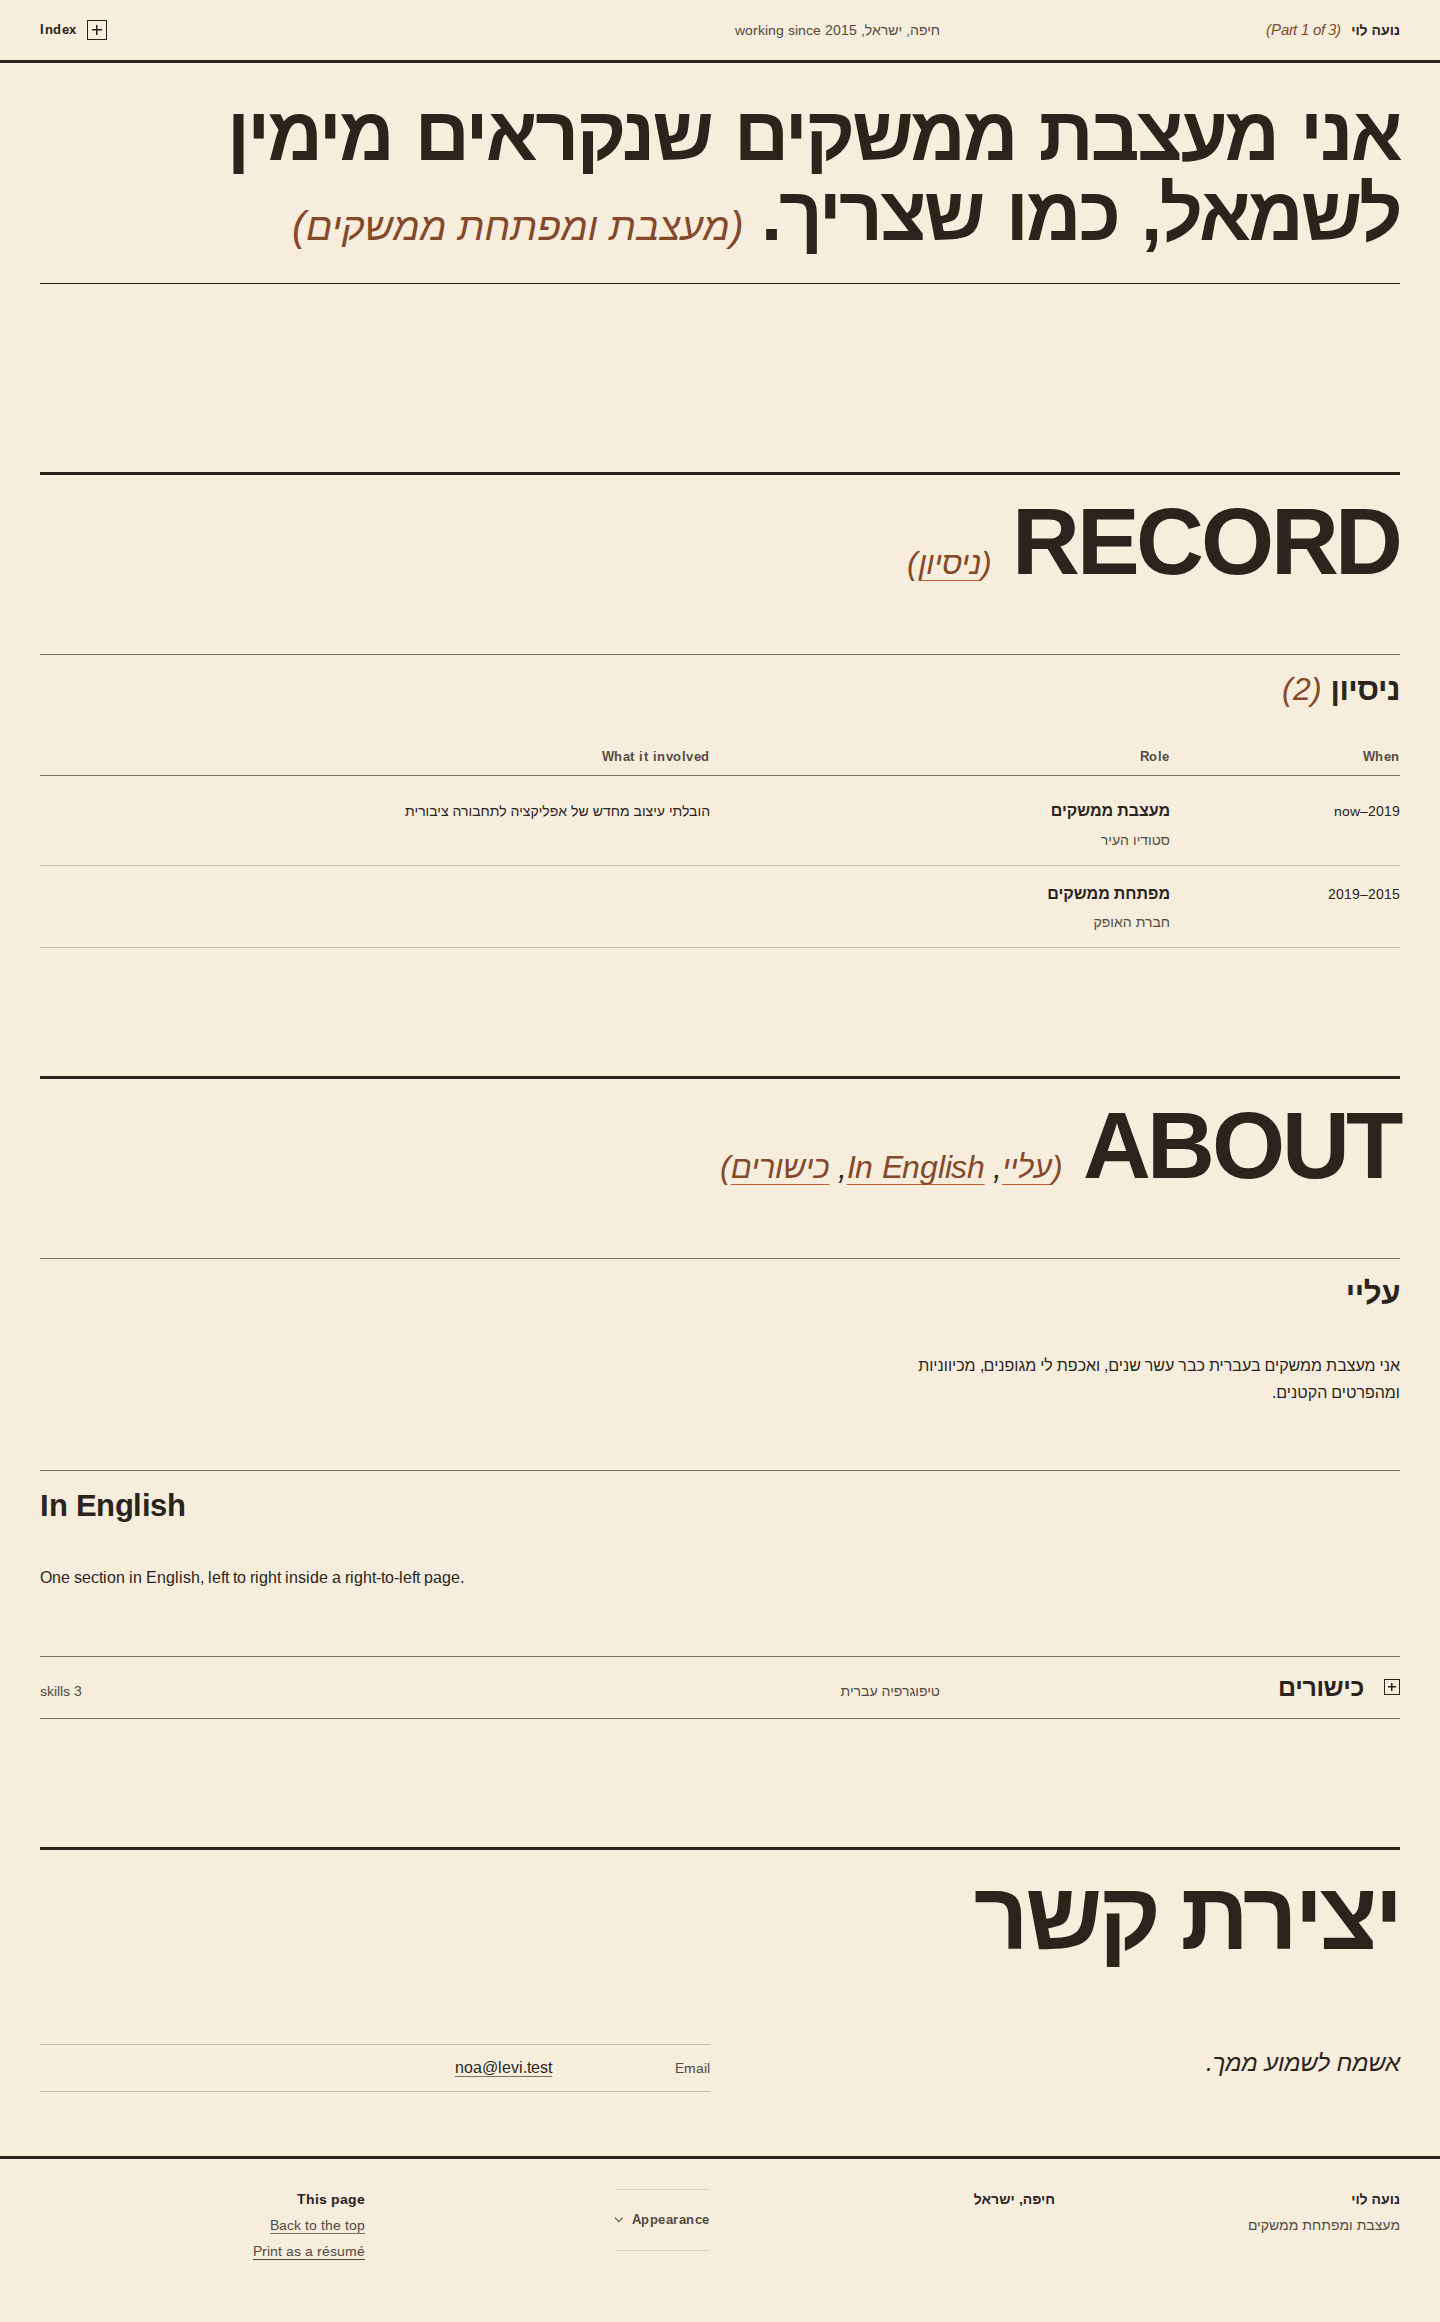 נועה לוי (Part 1 of 3)
חיפה, ישראל, working since 2015
Index
אני מעצבת ממשקים שנקראים מימין
לשמאל, כמו שצריך. (מעצבת ומפתחת ממשקים)
RECORD (ניסיון)
ניסיון (2)
When Role What it involved
2019–now מעצבת ממשקים הובלתי עיצוב מחדש של אפליקציה לתחבורה ציבורית
סטודיו העיר
2015–2019 מפתחת ממשקים
חברת האופק
ABOUT (עליי, In English, כישורים)
עליי
אני מעצבת ממשקים בעברית כבר עשר שנים, ואכפת לי מגופנים, מכיווניות
ומהפרטים הקטנים.
In English
One section in English, left to right inside a right-to-left page.
כישורים טיפוגרפיה עברית 3 skills
יצירת קשר
אשמח לשמוע ממך.
Email noa@levi.test
נועה לוי
מעצבת ומפתחת ממשקים
חיפה, ישראל
Appearance
This page
Back to the top
Print as a résumé